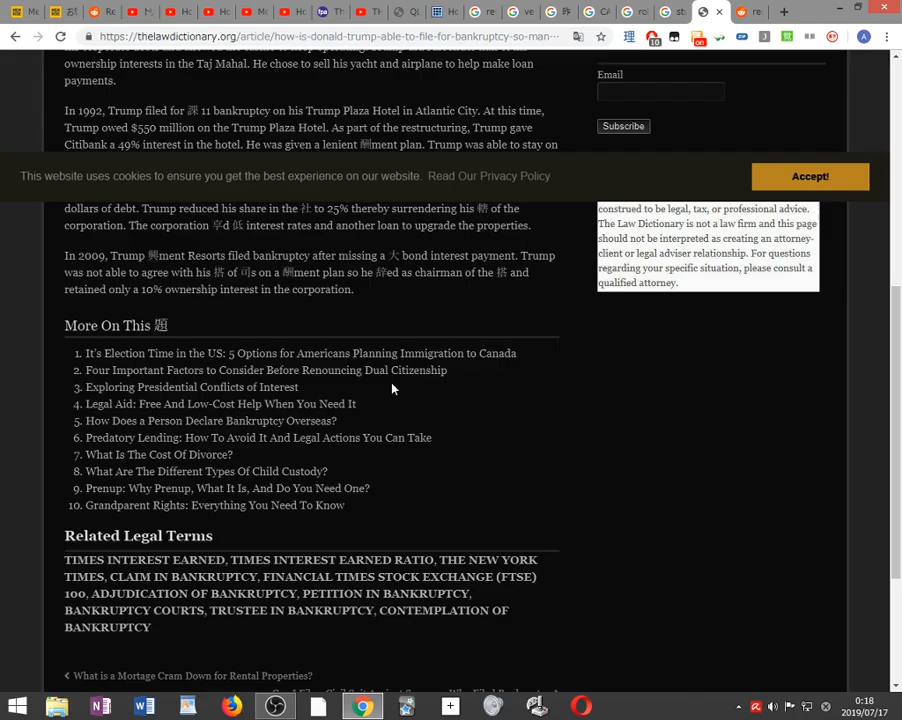 https://thelawdictionary.org/article/how-is-donald-trump-able-to-file-for-bankruptcy-so-man···
ownership interests in the Taj Mahal. He chose to sell his yacht and airplane to help make loan
payments.
In 1992, Trump filed for 課 11 bankruptcy on his Trump Plaza Hotel in Atlantic City. At this time,
Trump owed $550 million on the Trump Plaza Hotel. As part of the restructuring, Trump gave
Citibank a 49% interest in the hotel. He was given a lenient 酬ment plan. Trump was able to stay on
This website uses cookies to ensure you get the best experience on our website. Read Our Privacy Policy
Accept!
dollars of debt. Trump reduced his share in the 社 to 25% thereby surrendering his 轄 of the
corporation. The corporation 享d 低 interest rates and another loan to upgrade the properties.
In 2009, Trump 興ment Resorts filed bankruptcy after missing a 大 bond interest payment. Trump
was not able to agree with his 搭 of 司s on a 酬ment plan so he 辞ed as chairman of the 搭 and
retained only a 10% ownership interest in the corporation.
More On This 題
1. It's Election Time in the US: 5 Options for Americans Planning Immigration to Canada
2. Four Important Factors to Consider Before Renouncing Dual Citizenship
3. Exploring Presidential Conflicts of Interest
4. Legal Aid: Free And Low-Cost Help When You Need It
5. How Does a Person Declare Bankruptcy Overseas?
6. Predatory Lending: How To Avoid It And Legal Actions You Can Take
7. What Is The Cost Of Divorce?
8. What Are The Different Types Of Child Custody?
9. Prenup: Why Prenup, What It Is, And Do You Need One?
10. Grandparent Rights: Everything You Need To Know
Related Legal Terms
TIMES INTEREST EARNED, TIMES INTEREST EARNED RATIO, THE NEW YORK
TIMES, CLAIM IN BANKRUPTCY, FINANCIAL TIMES STOCK EXCHANGE (FTSE)
100, ADJUDICATION OF BANKRUPTCY, PETITION IN BANKRUPTCY,
BANKRUPTCY COURTS, TRUSTEE IN BANKRUPTCY, CONTEMPLATION OF
BANKRUPTCY
What is a Mortage Cram Down for Rental Properties?
Email
Subscribe
construed to be legal, tax, or professional advice.
The Law Dictionary is not a law firm and this page
should not be interpreted as creating an attorney-
client or legal adviser relationship. For questions
regarding your specific situation, please consult a
qualified attorney.
0:18
2019/07/17